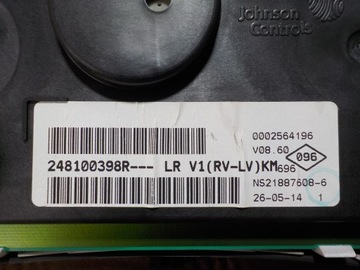 Johnson
Controls
0002564196
V08.60
096
248100398R--- LR V1(RV-LV)KM
696
NS21887608-6
26-05-14 1